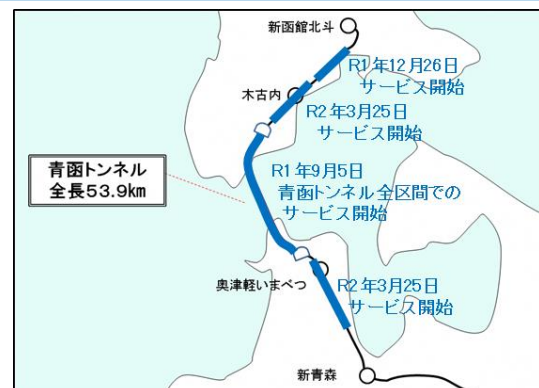 新函館北斗
R1年12月26日
サービス開始
木古内
R2年3月25日
サービス開始
青函トンネル
全長53.9km
R1年9月5日
青函トンネル全区間での
サービス開始
奥津軽いまべつ
R2年3月25日
サービス開始
新青森